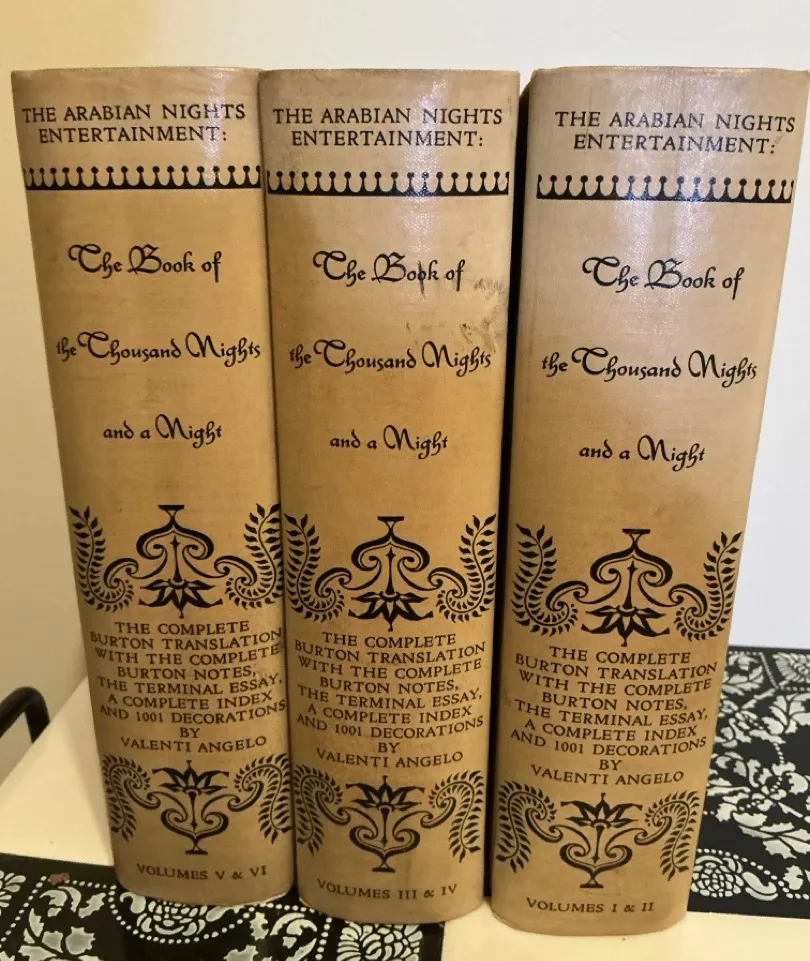 THE ARABIAN NIGHTS
ENTERTAINMENT:
The Book of
the Thousand Nights
and a Night
THE COMPLETE
BURTON TRANSLATION
WITH THE COMPLETE
BURTON NOTES,
THE TERMINAL ESSAY,
A COMPLETE INDEX
AND 1001 DECORATIONS
BY
VALENTI ANGELO
VOLUMES V & VI
THE ARABIAN NIGHTS
ENTERTAINMENT:
The Book of
the Thousand Nights
and a Night
THE COMPLETE
BURTON TRANSLATION
WITH THE COMPLETE
BURTON NOTES,
THE TERMINAL ESSAY,
A COMPLETE INDEX
AND 1001 DECORATIONS
BY
VALENTI ANGELO
VOLUMES III & IV
THE ARABIAN NIGHTS
ENTERTAINMENT:
The Book of
the Thousand Nights
and a Night
THE COMPLETE
BURTON TRANSLATION
WITH THE COMPLETE
BURTON NOTES,
THE TERMINAL ESSAY,
A COMPLETE INDEX
AND 1001 DECORATIONS
BY
VALENTI ANGELO
VOLUMES I & II